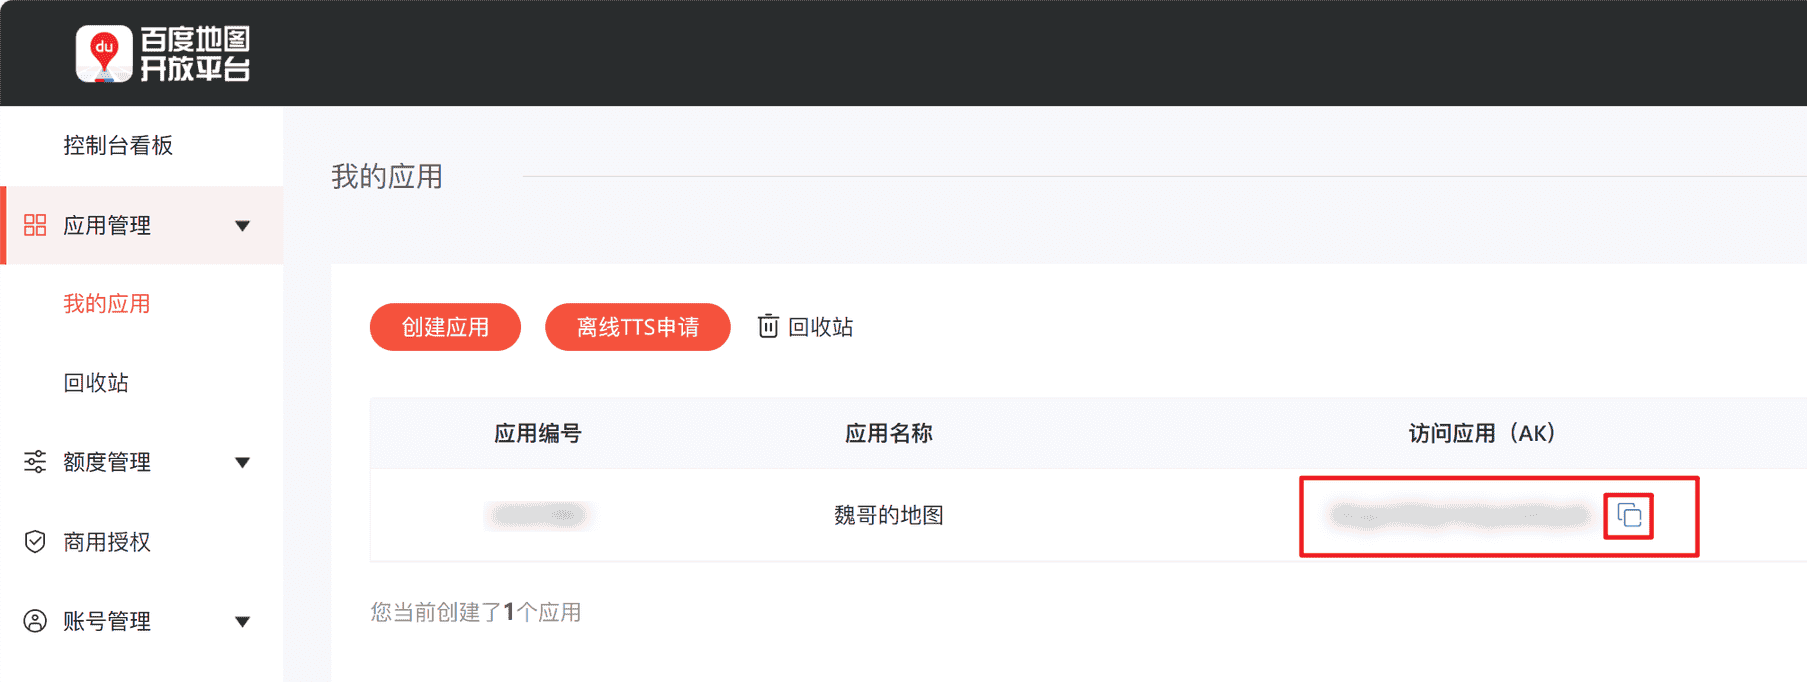 du
百度地图
开放平台
控制台看板
应用管理
我的应用
回收站
额度管理
商用授权
账号管理
我的应用
创建应用 离线TTS申请 回收站
应用编号 应用名称 访问应用（AK）
魏哥的地图
您当前创建了1个应用